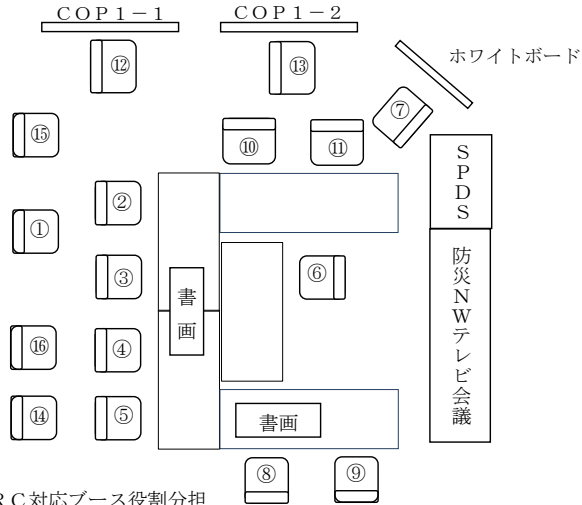 COP1-1
COP1-2
ホワイトボード
⑫
⑬
⑦
⑮
⑩
⑪
SPDS
②
①
③
⑥
防災NWテレビ会議
書画
⑯
④
⑭
⑤
書画
⑧
⑨
RC対応ブース役割分担